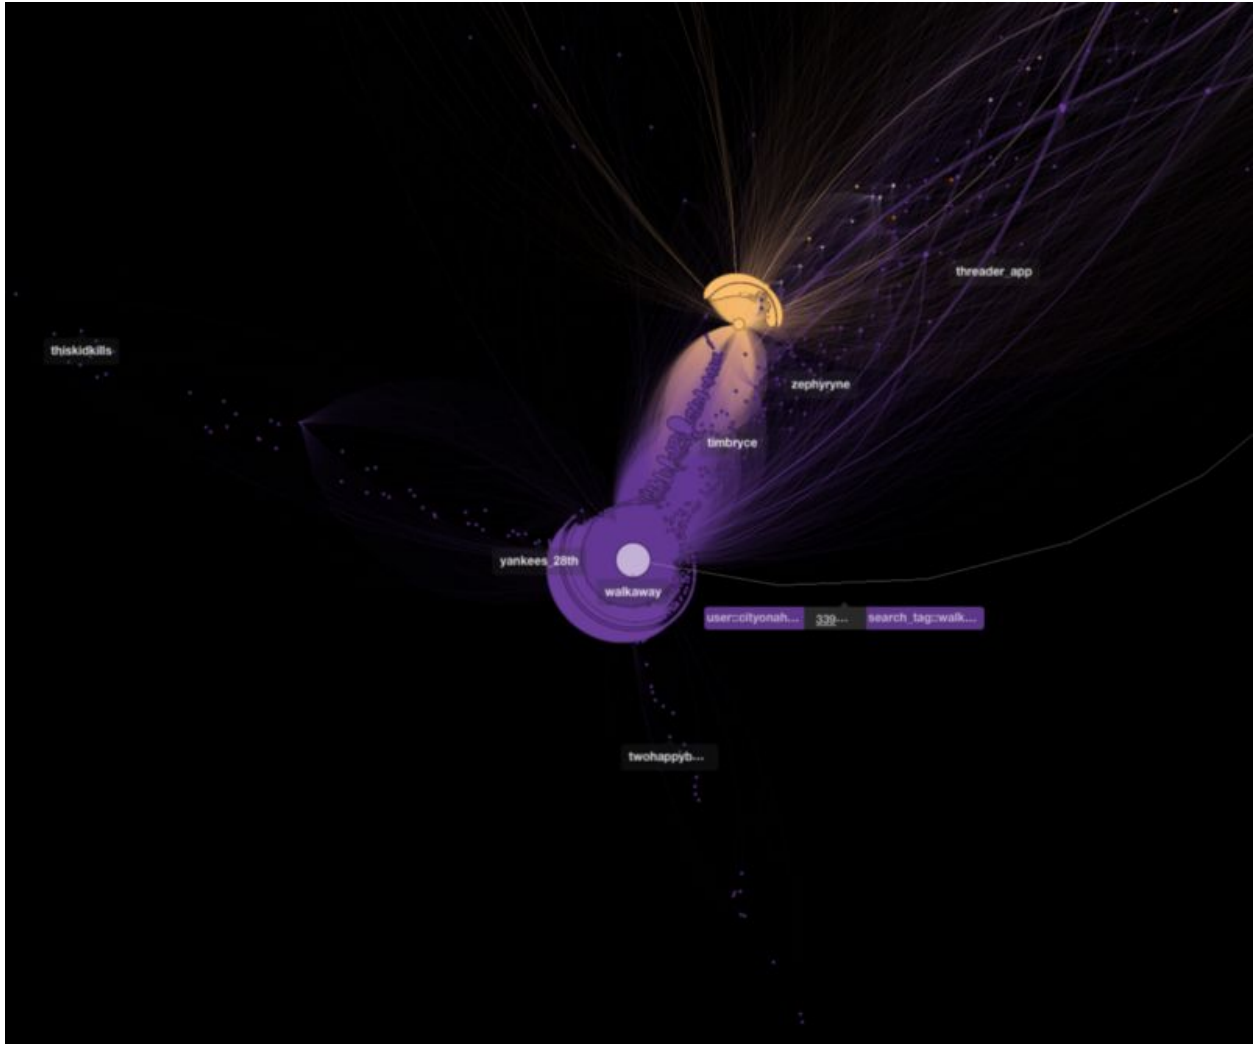 threader_app
thiskidkills
zephyryne
timbryce
yankees_28th
walkaway
user::cityonah... 339... search_tag::walk...
twohappyb...